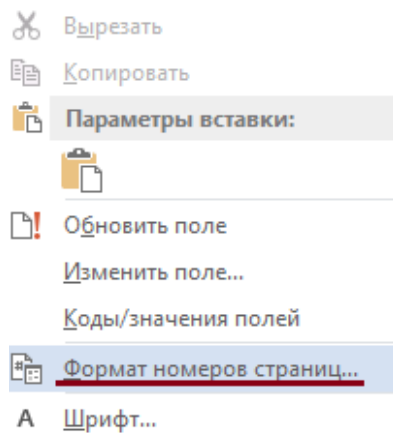 Вырезать
Копировать
Параметры вставки:
Обновить поле
Изменить поле...
Коды/значения полей
Формат номеров страниц...
А Шрифт...